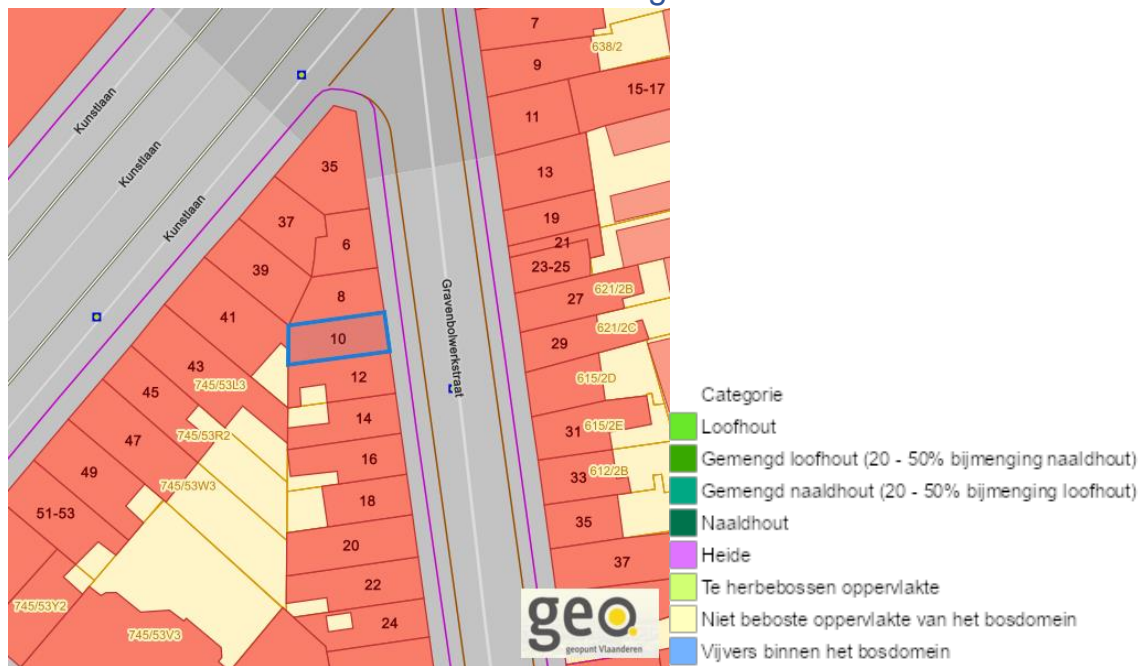 7
638/2
9
15-17
11
Kunstlaan
Kunstlaan
Kunstlaan
35
13
37
6
19
21
39
23-25
8
27
621/2B
41
10
Gravenbolwerkstraat
621/2C
29
43
745/53L3
12
615/2D
45
14
47
745/53R2
31
615/2E
49
16
33
612/2B
745/53W3
18
51-53
35
20
37
22
745/53Y2
24
745/53V3
geo.
geopunt Vlaanderen
Categorie
Loofhout
Gemengd loofhout (20 - 50% bijmenging naaldhout)
Gemengd naaldhout (20 - 50% bijmenging loofhout)
Naaldhout
Heide
Te herbebossen oppervlakte
Niet beboste oppervlakte van het bosdomein
Vijvers binnen het bosdomein